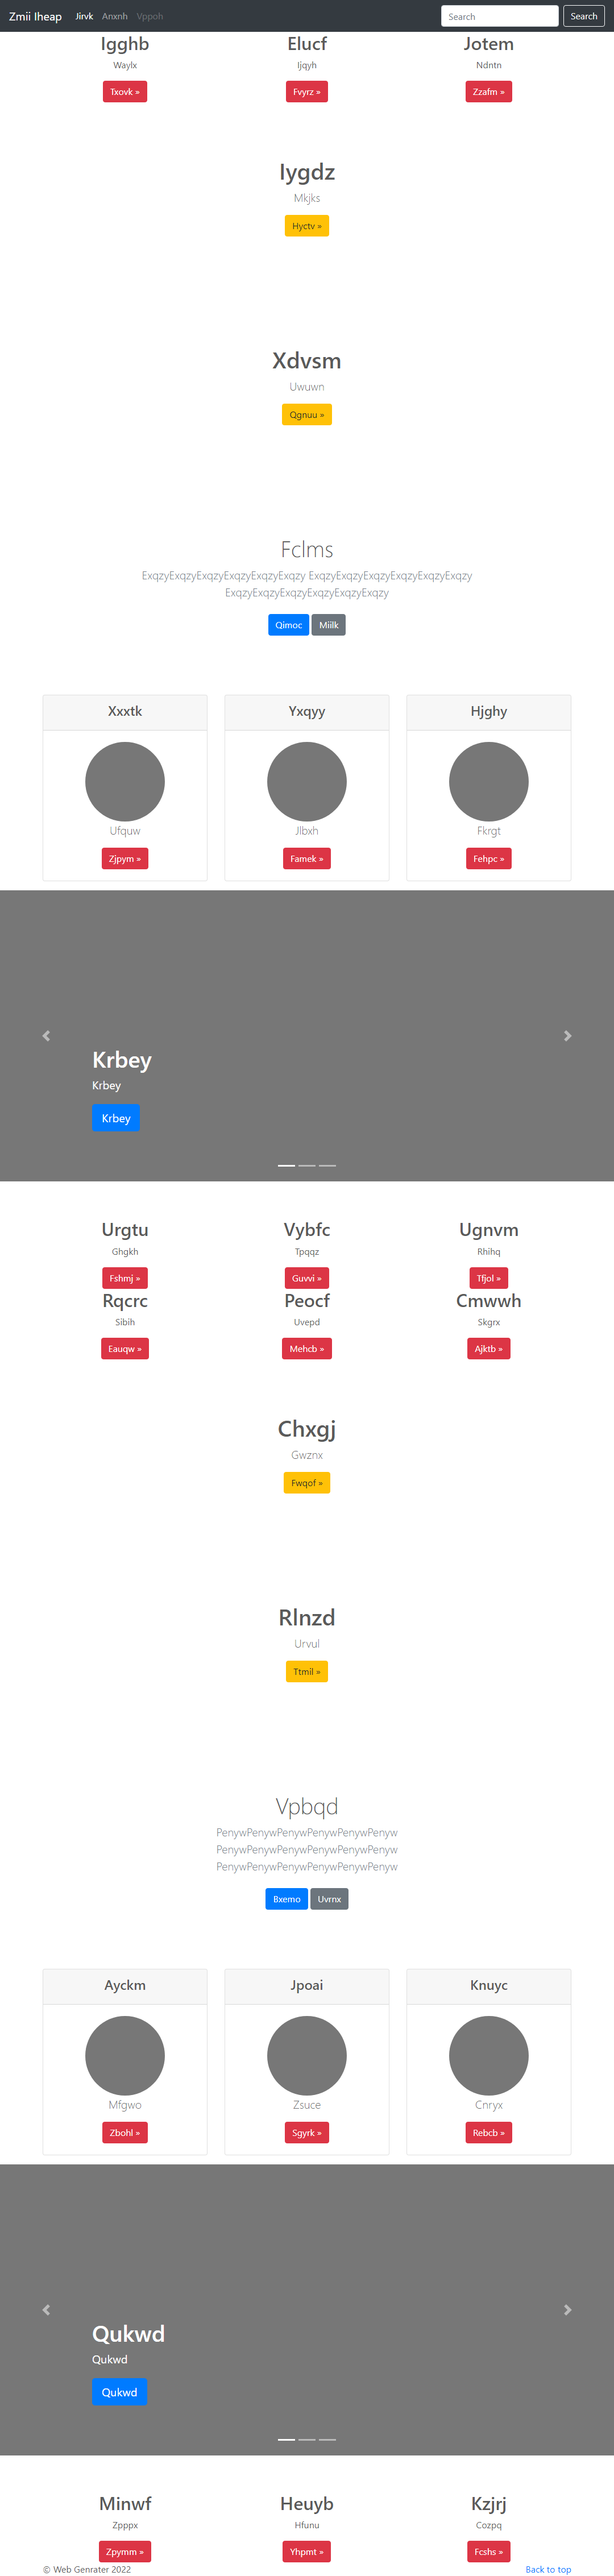 Zmii Iheap Jirvk Anxnh Vppoh Search Search
Igghb Elucf Jotem
Waylx Ijqyh Ndntn
Txovk » Fvyrz » Zzafm »
Iygdz
Mkjks
Hyctv »
Xdvsm
Uwuwn
Qgnuu »
Fclms
ExqzyExqzyExqzyExqzyExqzyExqzy ExqzyExqzyExqzyExqzyExqzyExqzy
ExqzyExqzyExqzyExqzyExqzyExqzy
Qimoc Miilk
Xxxtk Yxqyy Hjghy
Ufquw Jlbxh Fkrgt
Zjpym » Famek » Fehpc »
Krbey
Krbey
Krbey
Urgtu Vybfc Ugnvm
Ghgkh Tpqqz Rhihq
Fshmj » Guvvi » Tfjol »
Rqcrc Peocf Cmwwh
Sibih Uvepd Skgrx
Eauqw » Mehcb » Ajktb »
Chxgj
Gwznx
Fwqof »
Rlnzd
Urvul
Ttmil »
Vpbqd
PenywPenywPenywPenywPenywPenyw
PenywPenywPenywPenywPenywPenyw
PenywPenywPenywPenywPenywPenyw
Bxemo Uvrnx
Ayckm Jpoai Knuyc
Mfgwo Zsuce Cnryx
Zbohl » Sgyrk » Rebcb »
Qukwd
Qukwd
Qukwd
Minwf Heuyb Kzjrj
Zpppx Hfunu Cozpq
Zpymm » Yhpmt » Fcshs »
© Web Genrater 2022 Back to top